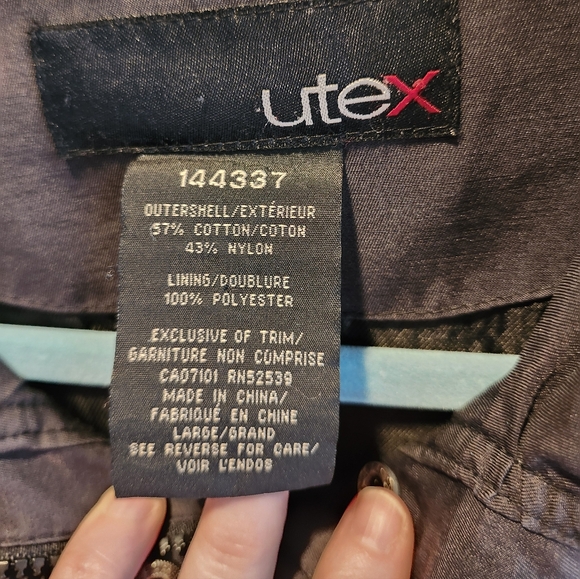 utex
144337
OUTERSHELL/EXTÉRIEUR
57% COTTON/COTON
43% NYLON
LINING/DOUBLURE
100% POLYESTER
EXCLUSIVE OF TRIM/
GARNITURE NON COMPRISE
CA07101 RN52539
MADE IN CHINA/
FABRIQUÉ EN CHINE
LARGE/GRAND
SEE REVERSE FOR CARE/
VOIR L'ENDOS